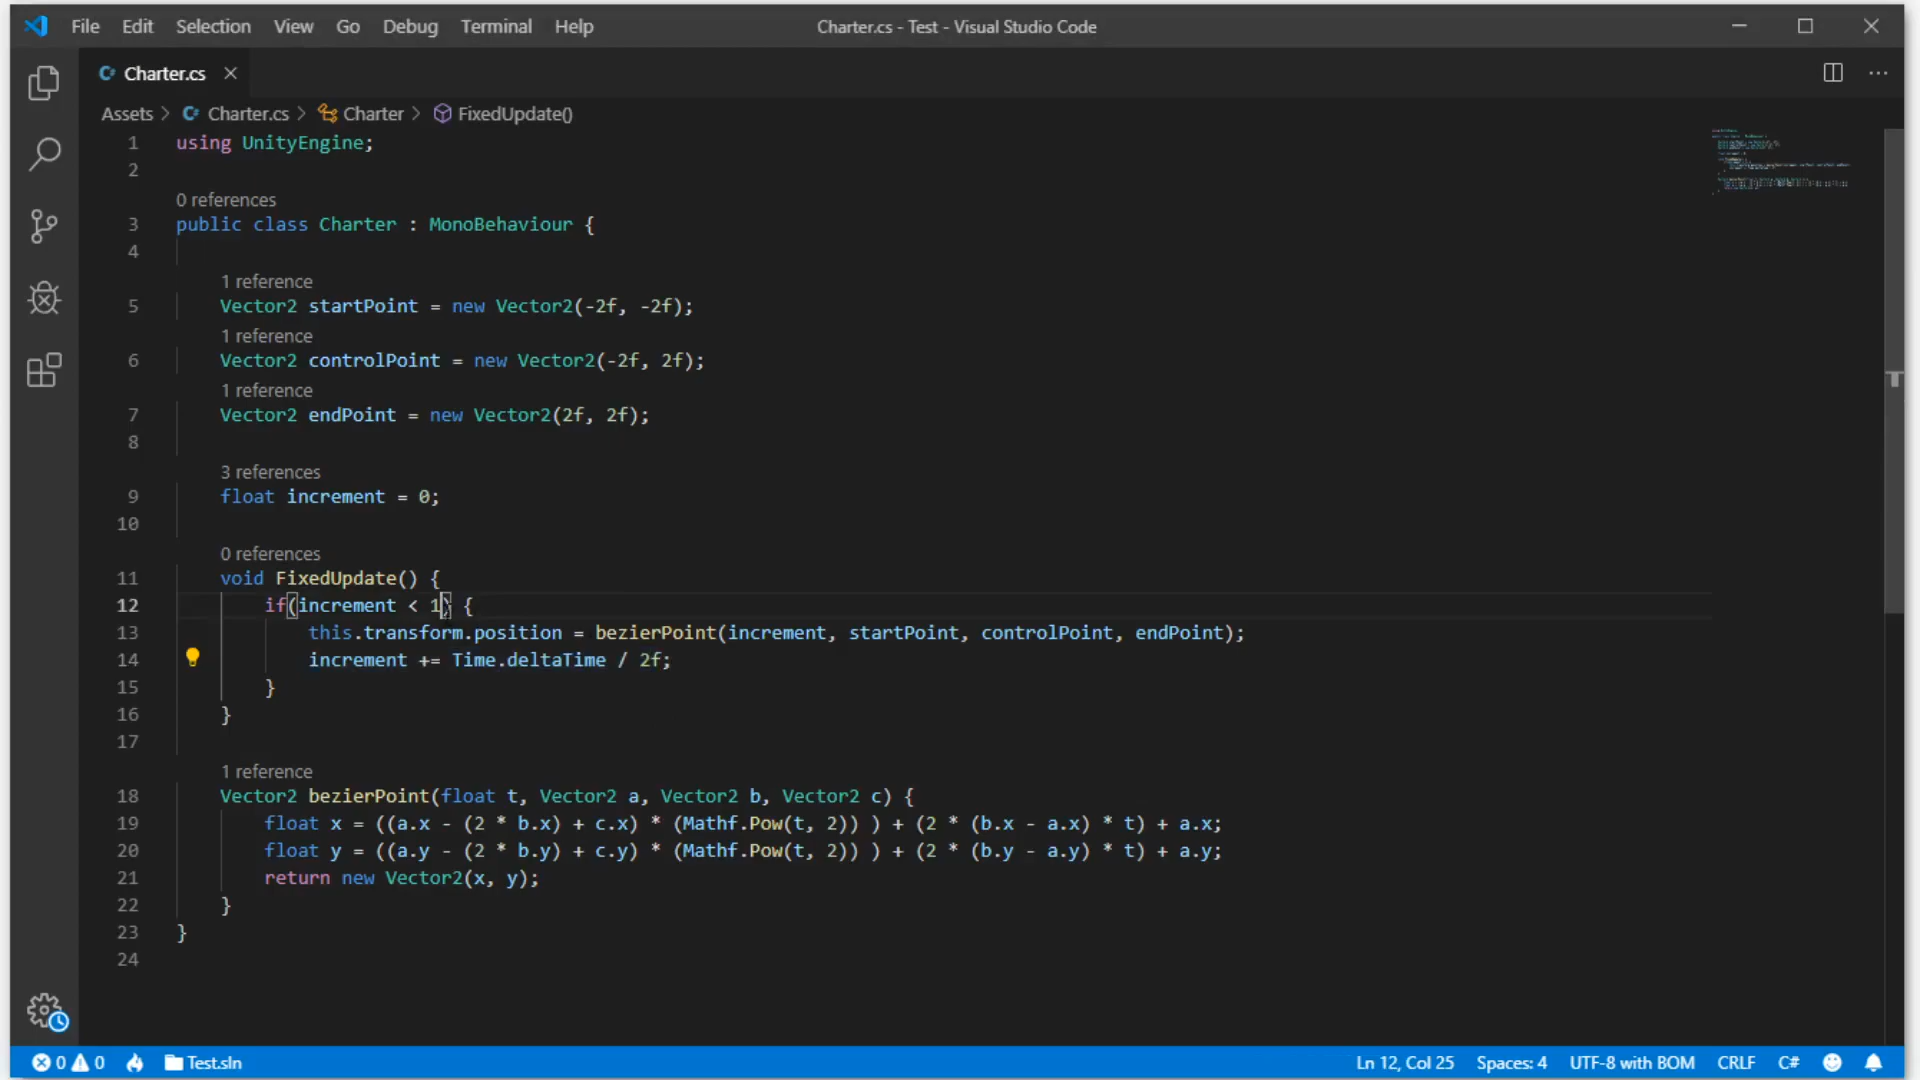 File Edit Selection View Go Debug Terminal Help Charter.cs - Test - Visual Studio Code
Charter.cs
Assets > Charter.cs > Charter > FixedUpdate()
1 using UnityEngine;
2
0 references
3 public class Charter : MonoBehaviour {
4
1 reference
5 Vector2 startPoint = new Vector2(-2f, -2f);
1 reference
6 Vector2 controlPoint = new Vector2(-2f, 2f);
1 reference
7 Vector2 endPoint = new Vector2(2f, 2f);
8
3 references
9 float increment = 0;
10
0 references
11 void FixedUpdate() {
12 if(increment < 1) {
13 this.transform.position = bezierPoint(increment, startPoint, controlPoint, endPoint);
14 increment += Time.deltaTime / 2f;
15 }
16 }
17
1 reference
18 Vector2 bezierPoint(float t, Vector2 a, Vector2 b, Vector2 c) {
19 float x = ((a.x - (2 * b.x) + c.x) * (Mathf.Pow(t, 2)) ) + (2 * (b.x - a.x) * t) + a.x;
20 float y = ((a.y - (2 * b.y) + c.y) * (Mathf.Pow(t, 2)) ) + (2 * (b.y - a.y) * t) + a.y;
21 return new Vector2(x, y);
22 }
23 }
24
0 0 Test.sln Ln 12, Col 25 Spaces: 4 UTF-8 with BOM CRLF C#